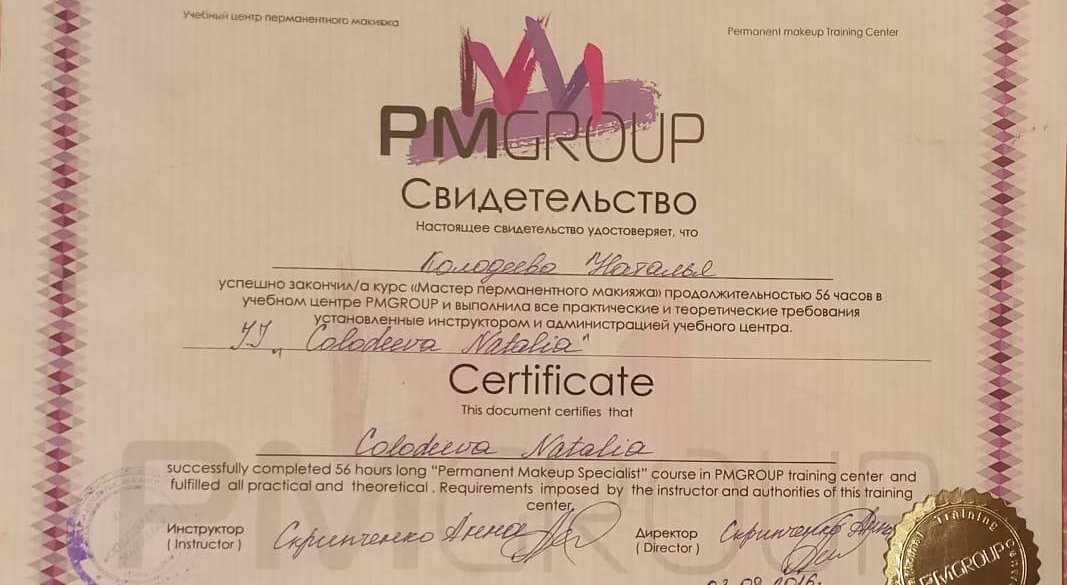 Учебный центр перманентного макияжа
Permanent makeup Training Center
PMGROUP
Свидетельство
Настоящее свидетельство удостоверяет, что
Колодеева Наталья
успешно закончил/а курс «Мастер перманентного макияжа» продолжительностью 56 часов в
учебном центре PMGROUP и выполнила все практические и теоретические требования
установленные инструктором и администрацией учебного центра.
"Colodeeva Natalia"
Certificate
This document certifies that
Colodeeva Natalia
successfully completed 56 hours long "Permanent Makeup Specialist" course in PMGROUP training center and
fulfilled all practical and theoretical . Requirements imposed by the instructor and authorities of this training
center.
Инструктор
( Instructor )
Скрипченко Анна
Директор
( Director )
Скрипченко Анна
Training
PMGROUP